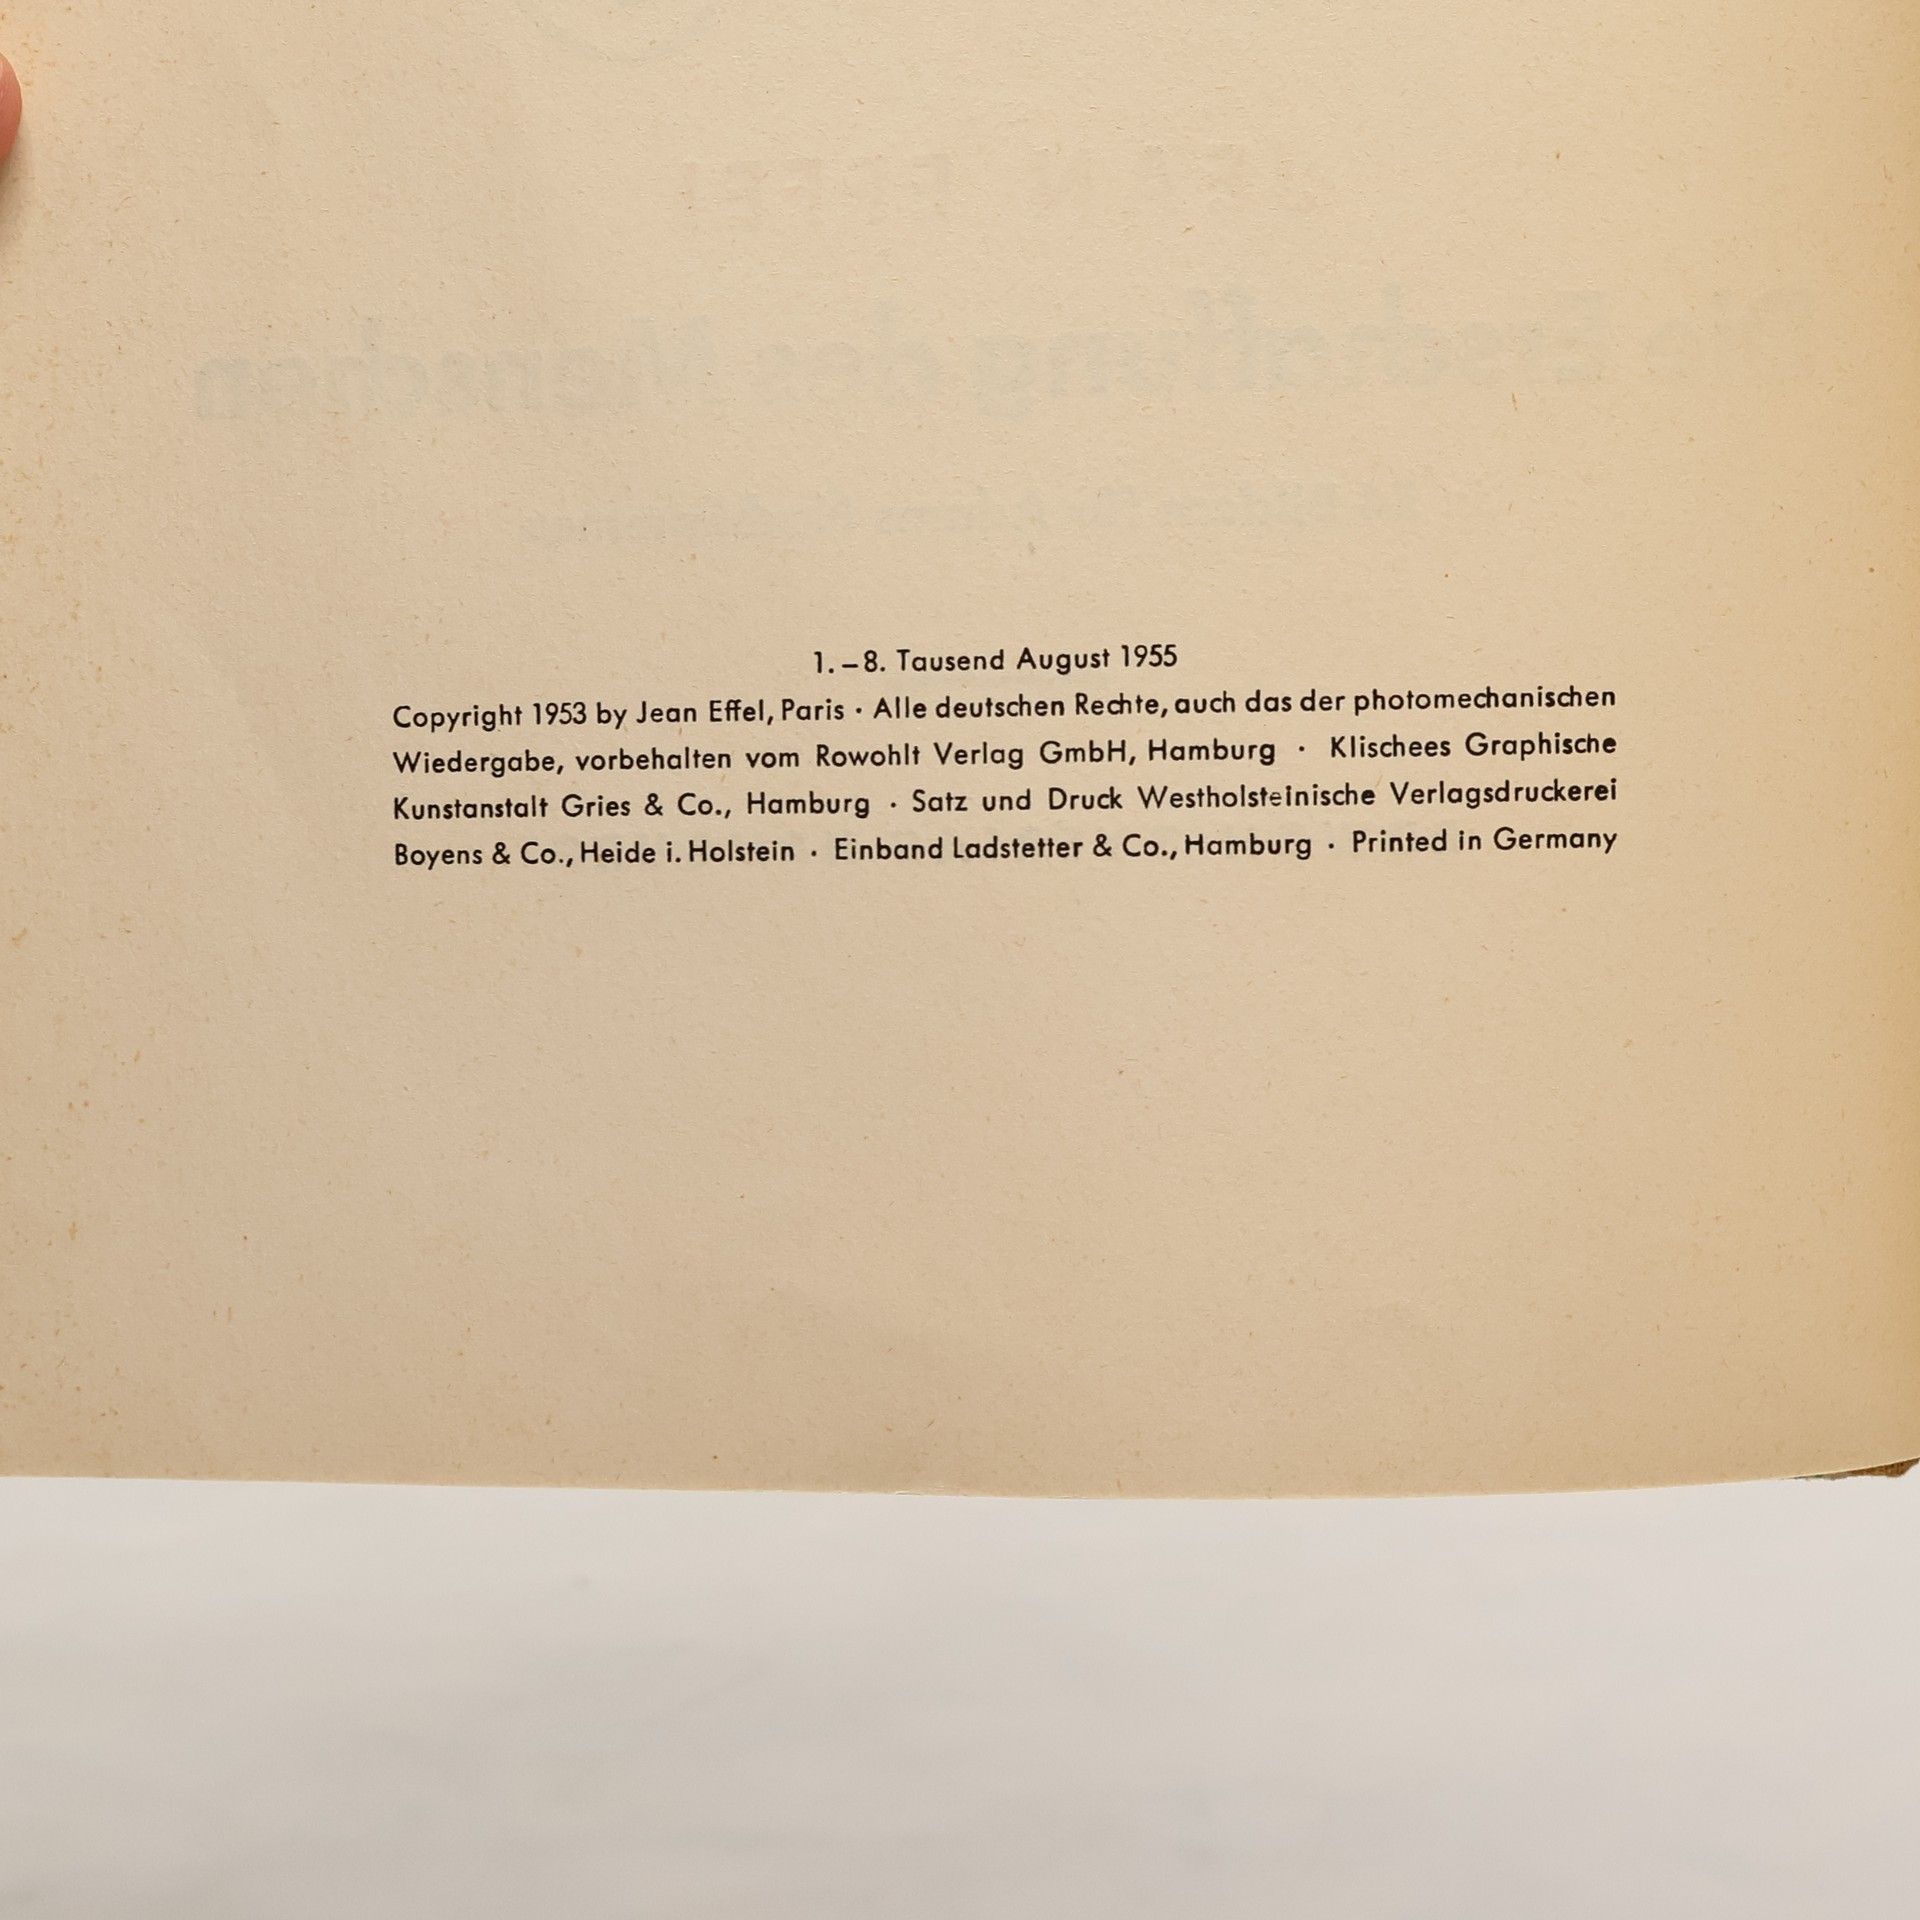 1.–8. Tausend August 1955
Copyright 1953 by Jean Effel, Paris · Alle deutschen Rechte, auch das der photomechanischen
Wiedergabe, vorbehalten vom Rowohlt Verlag GmbH, Hamburg · Klischees Graphische
Kunstanstalt Gries & Co., Hamburg · Satz und Druck Westholsteinische Verlagsdruckerei
Boyens & Co., Heide i. Holstein · Einband Ladstetter & Co., Hamburg · Printed in Germany